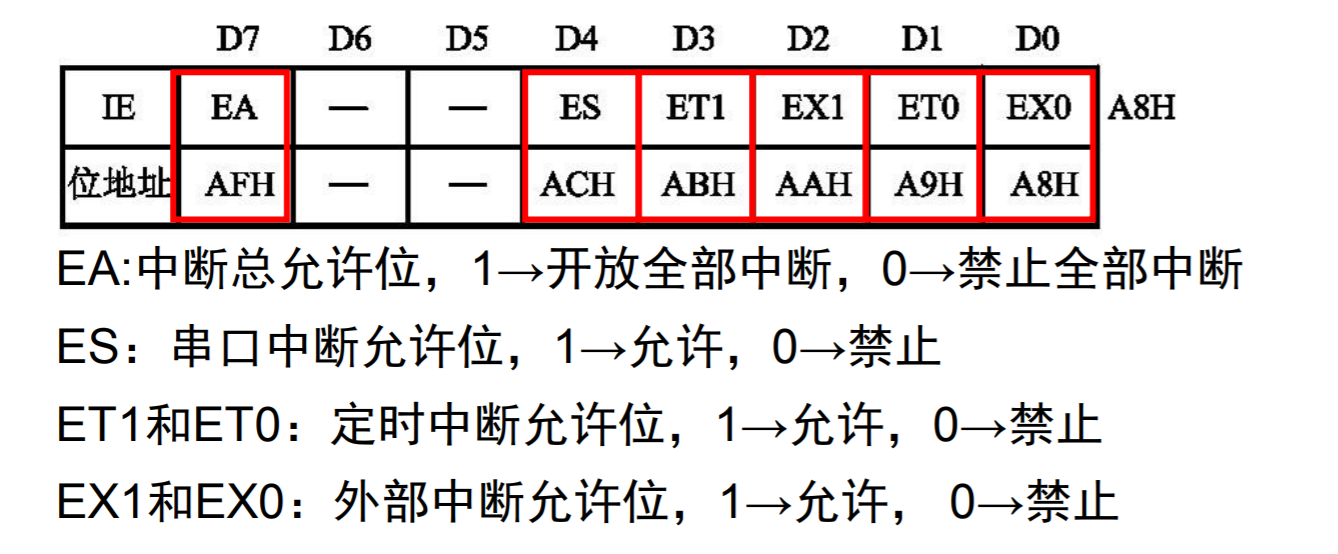 D7 D6 D5 D4 D3 D2 D1 D0
IE EA — — ES ET1 EX1 ET0 EX0 A8H
位地址 AFH — — ACH ABH AAH A9H A8H
EA:中断总允许位，1→开放全部中断，0→禁止全部中断
ES：串口中断允许位，1→允许，0→禁止
ET1和ET0：定时中断允许位，1→允许，0→禁止
EX1和EX0：外部中断允许位，1→允许， 0→禁止